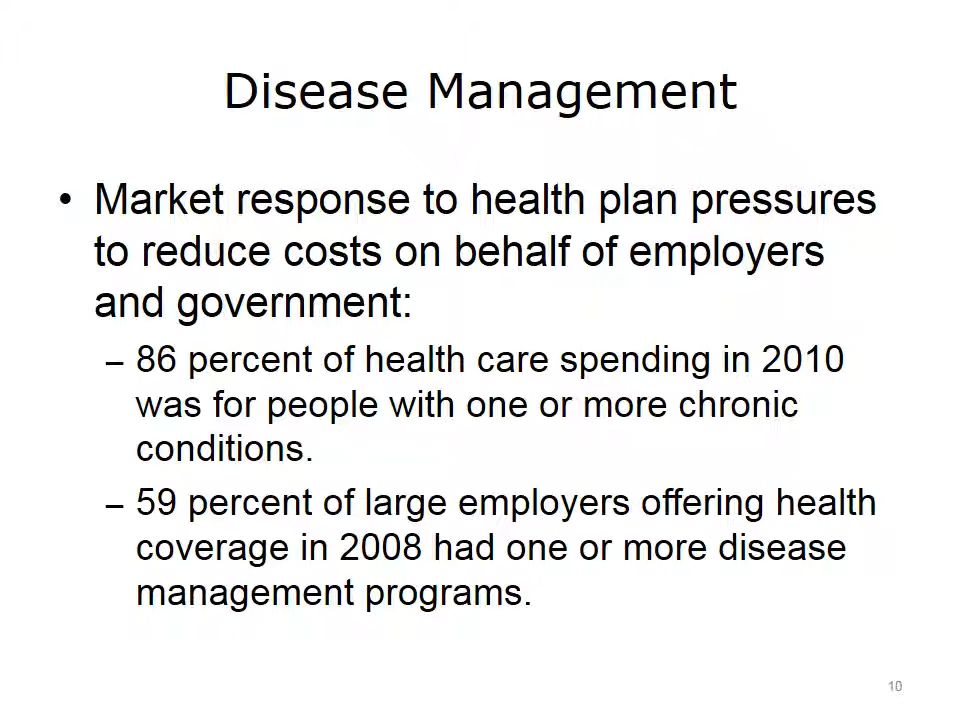 Disease Management
• Market response to health plan pressures
to reduce costs on behalf of employers
and government:
– 86 percent of health care spending in 2010
was for people with one or more chronic
conditions.
– 59 percent of large employers offering health
coverage in 2008 had one or more disease
management programs.
10